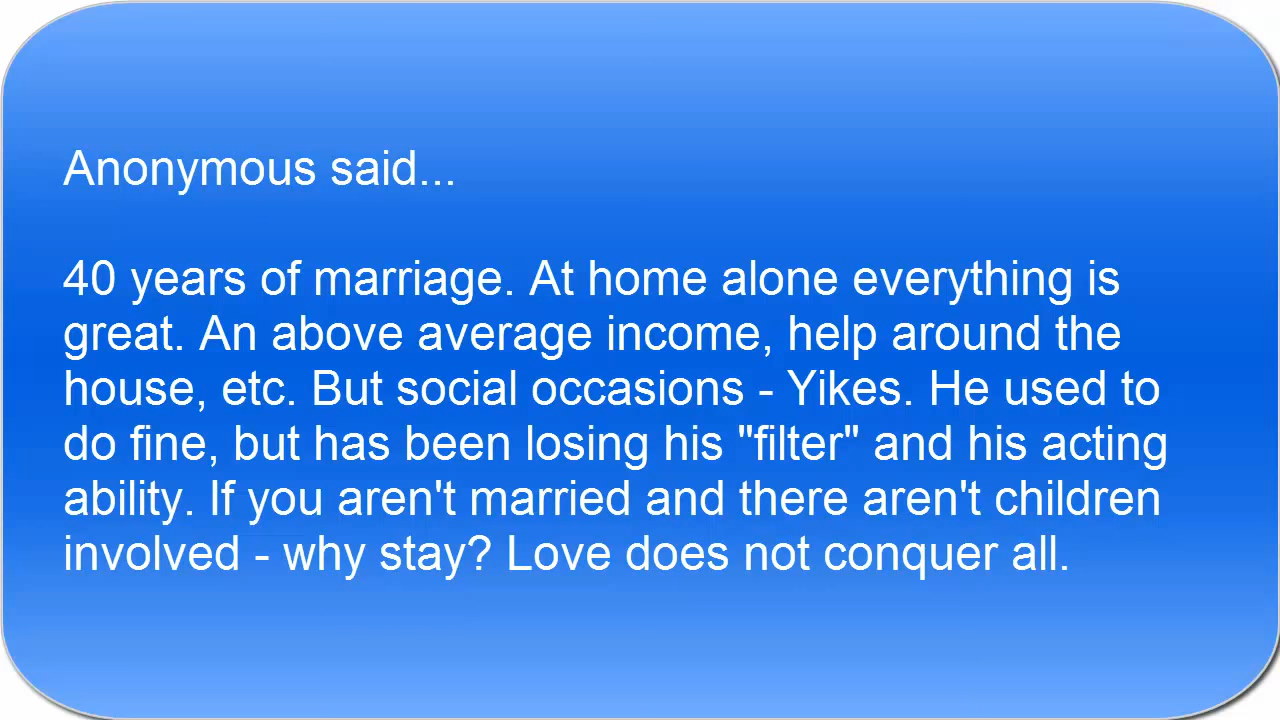 Anonymous said...
40 years of marriage. At home alone everything is
great. An above average income, help around the
house, etc. But social occasions - Yikes. He used to
do fine, but has been losing his "filter" and his acting
ability. If you aren't married and there aren't children
involved - why stay? Love does not conquer all.